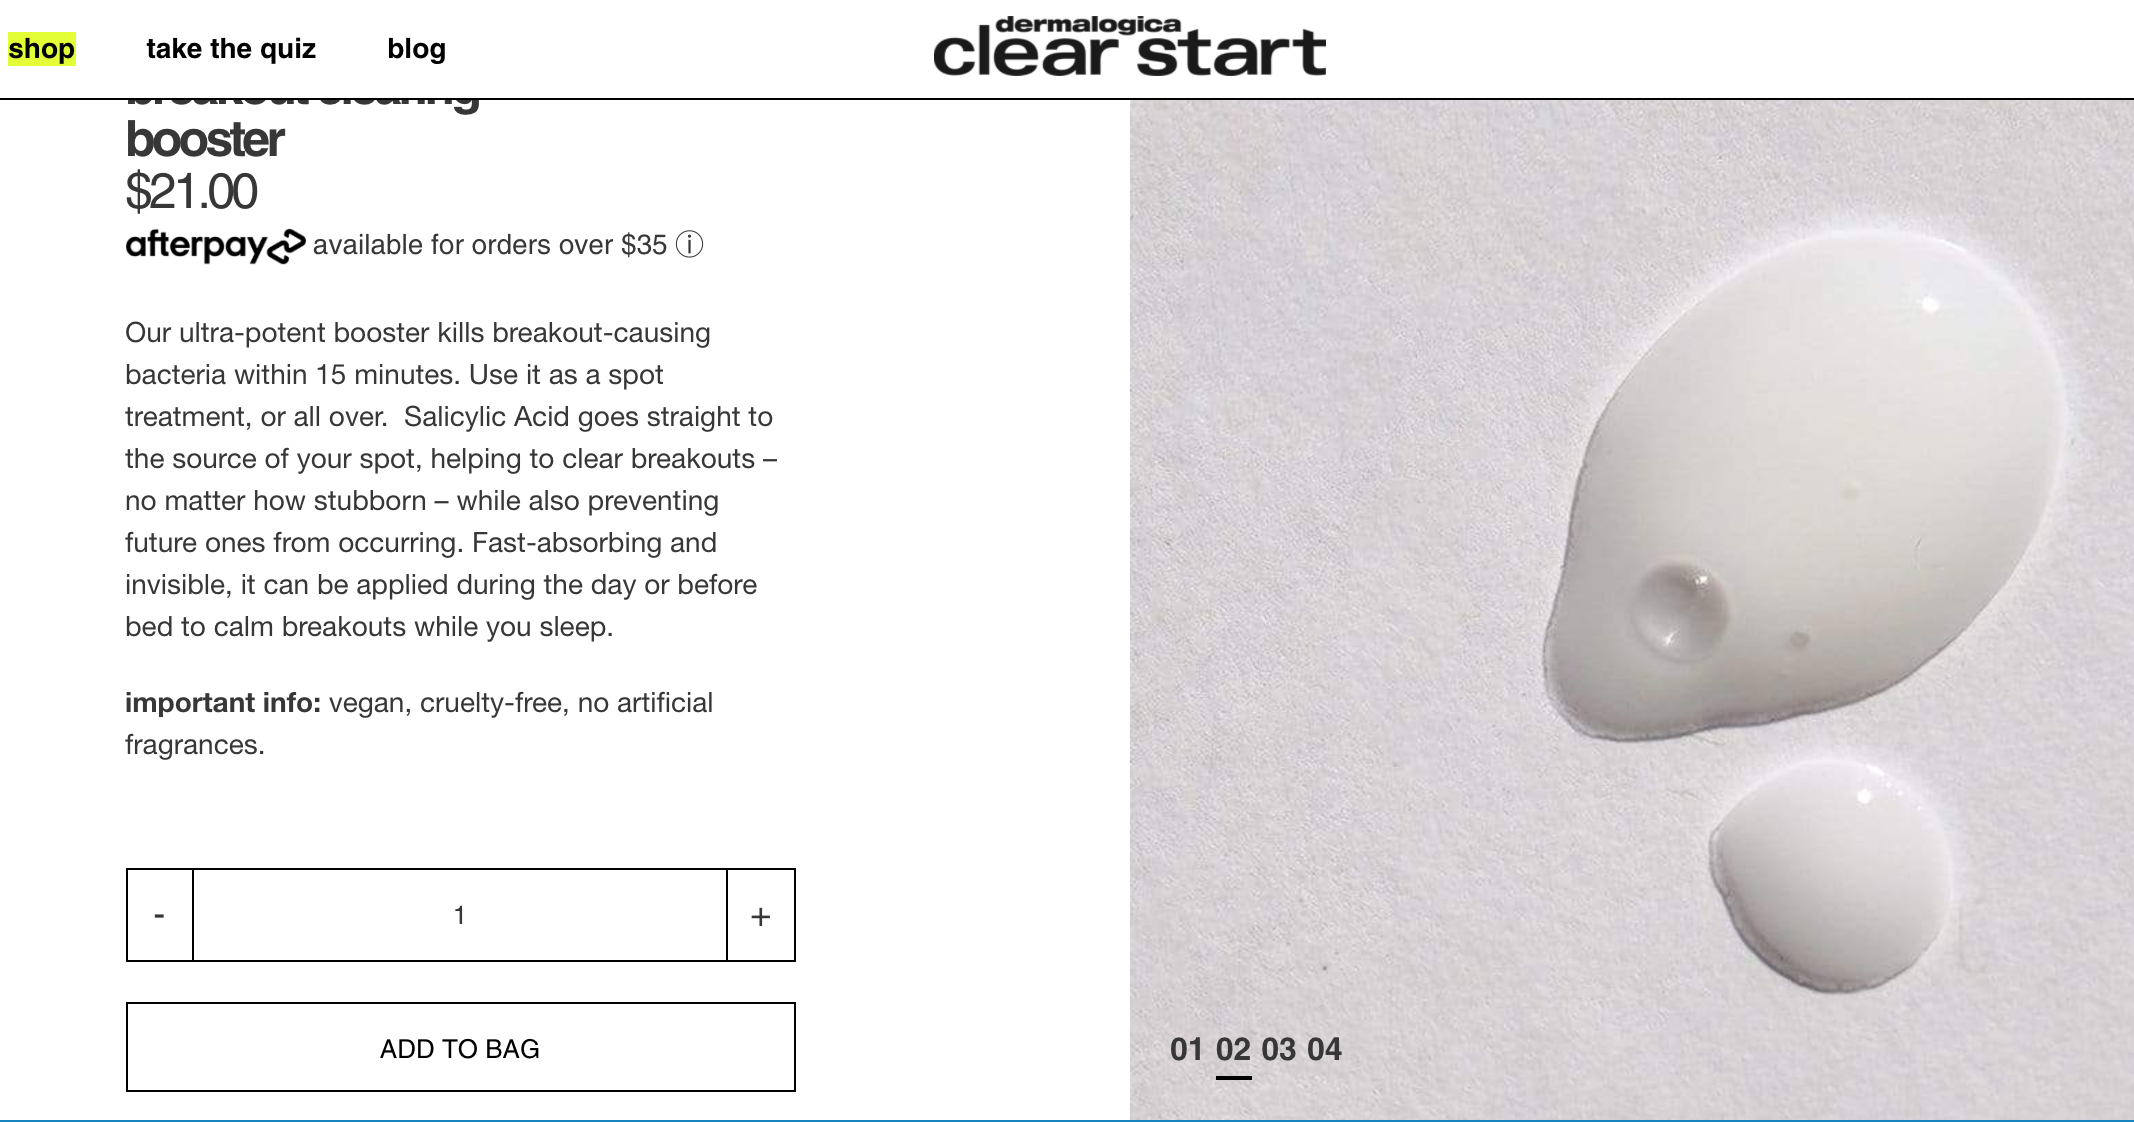 shop
take the quiz
blog
dermalogica
clear start
breakout clearing
booster
$21.00
afterpay available for orders over $35 ⓘ
Our ultra-potent booster kills breakout-causing
bacteria within 15 minutes. Use it as a spot
treatment, or all over.  Salicylic Acid goes straight to
the source of your spot, helping to clear breakouts –
no matter how stubborn – while also preventing
future ones from occurring. Fast-absorbing and
invisible, it can be applied during the day or before
bed to calm breakouts while you sleep.
important info: vegan, cruelty-free, no artificial
fragrances.
- 1 +
ADD TO BAG
01 02 03 04